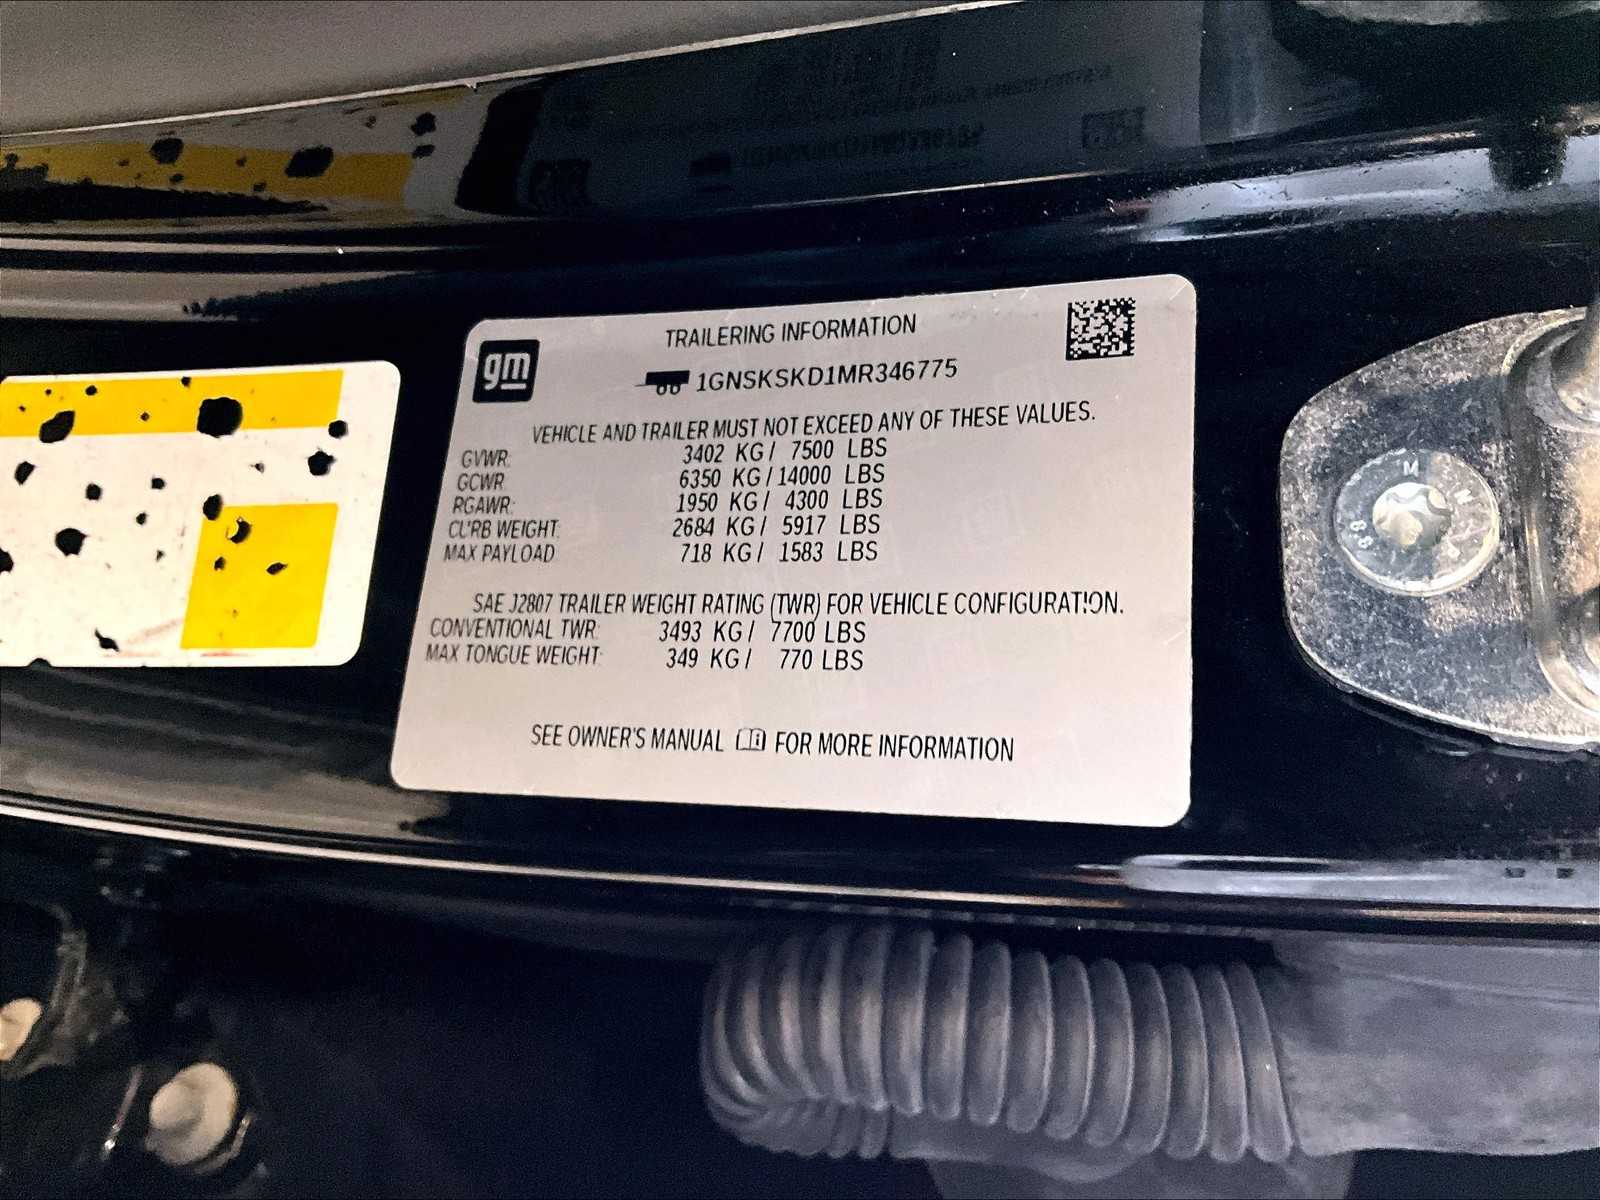 gm
TRAILERING INFORMATION
1GNSKSKD1MR346775
VEHICLE AND TRAILER MUST NOT EXCEED ANY OF THESE VALUES.
GVWR: 3402 KG / 7500 LBS
GCWR: 6350 KG / 14000 LBS
RGAWR: 1950 KG / 4300 LBS
CURB WEIGHT: 2684 KG / 5917 LBS
MAX PAYLOAD: 718 KG / 1583 LBS
SAE J2807 TRAILER WEIGHT RATING (TWR) FOR VEHICLE CONFIGURATION.
CONVENTIONAL TWR: 3493 KG / 7700 LBS
MAX TONGUE WEIGHT: 349 KG / 770 LBS
SEE OWNER'S MANUAL FOR MORE INFORMATION